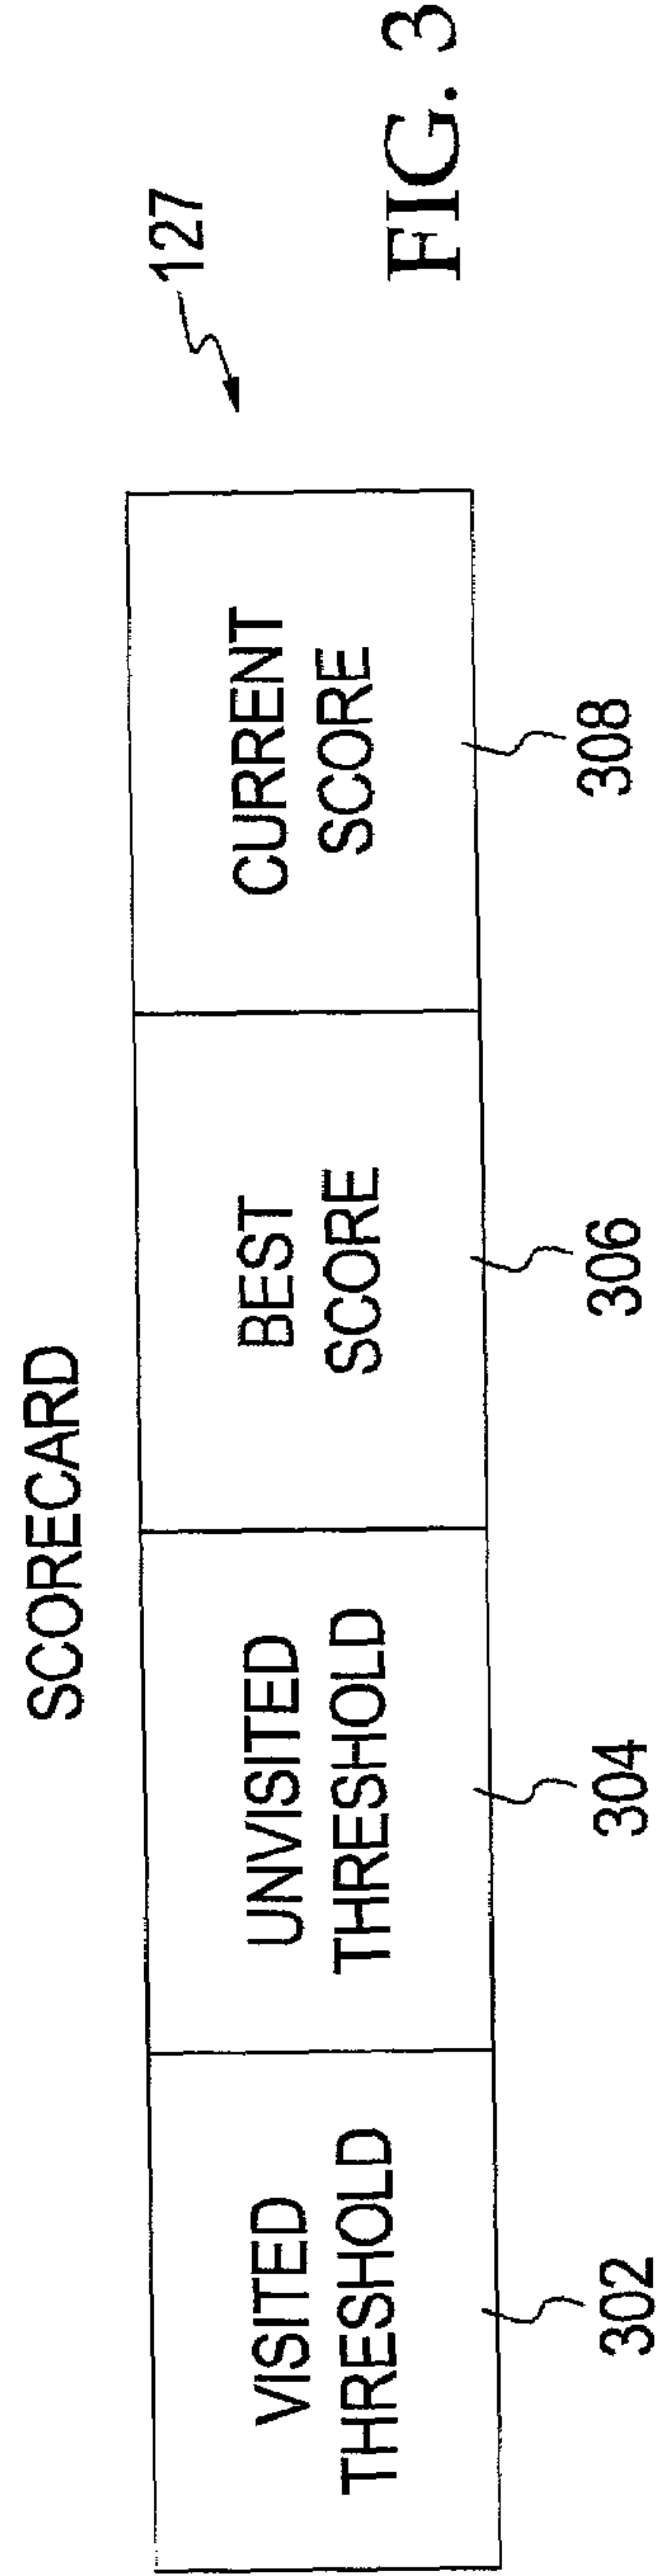 SCORECARD
127
VISITED
THRESHOLD
UNVISITED
THRESHOLD
BEST
SCORE
CURRENT
SCORE
302
304
306
308
FIG. 3